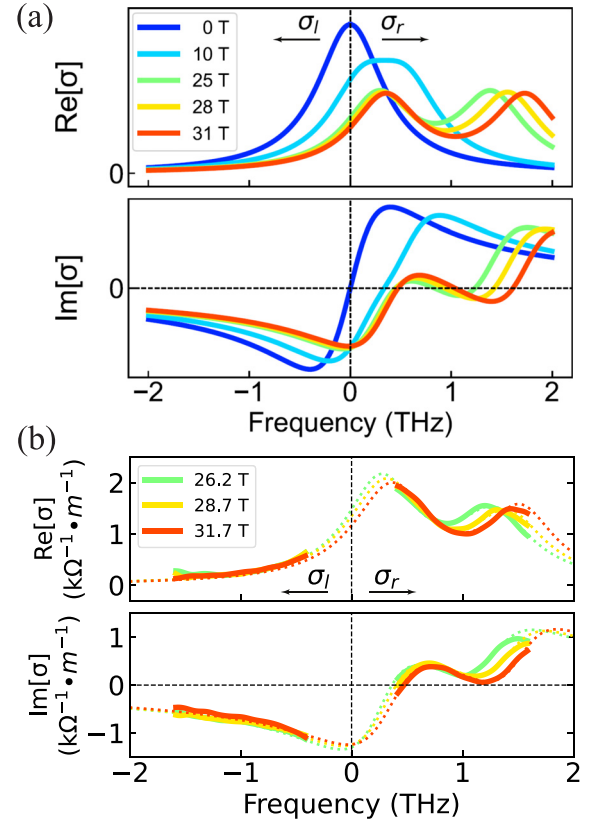 (a)
Re[σ]
0 T
10 T
25 T
28 T
31 T
σl
σr
0
Im[σ]
0
−2
−1
0
1
2
Frequency (THz)
(b)
Re[σ]
(kΩ⁻¹•m⁻¹)
26.2 T
28.7 T
31.7 T
2
1
0
σl
σr
Im[σ]
(kΩ⁻¹•m⁻¹)
1
0
−1
−2
−1
0
1
2
Frequency (THz)